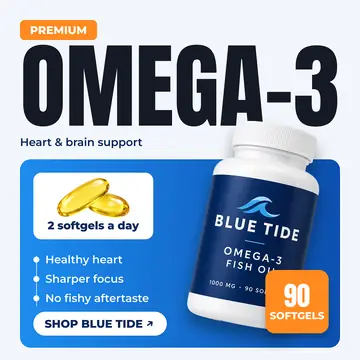 PREMIUM
OMEGA-3
Heart & brain support
2 softgels a day
Healthy heart
Sharper focus
No fishy aftertaste
SHOP BLUE TIDE ↗
BLUE TIDE
OMEGA-3
FISH OIL
1000 MG • 90
90
SOFTGELS